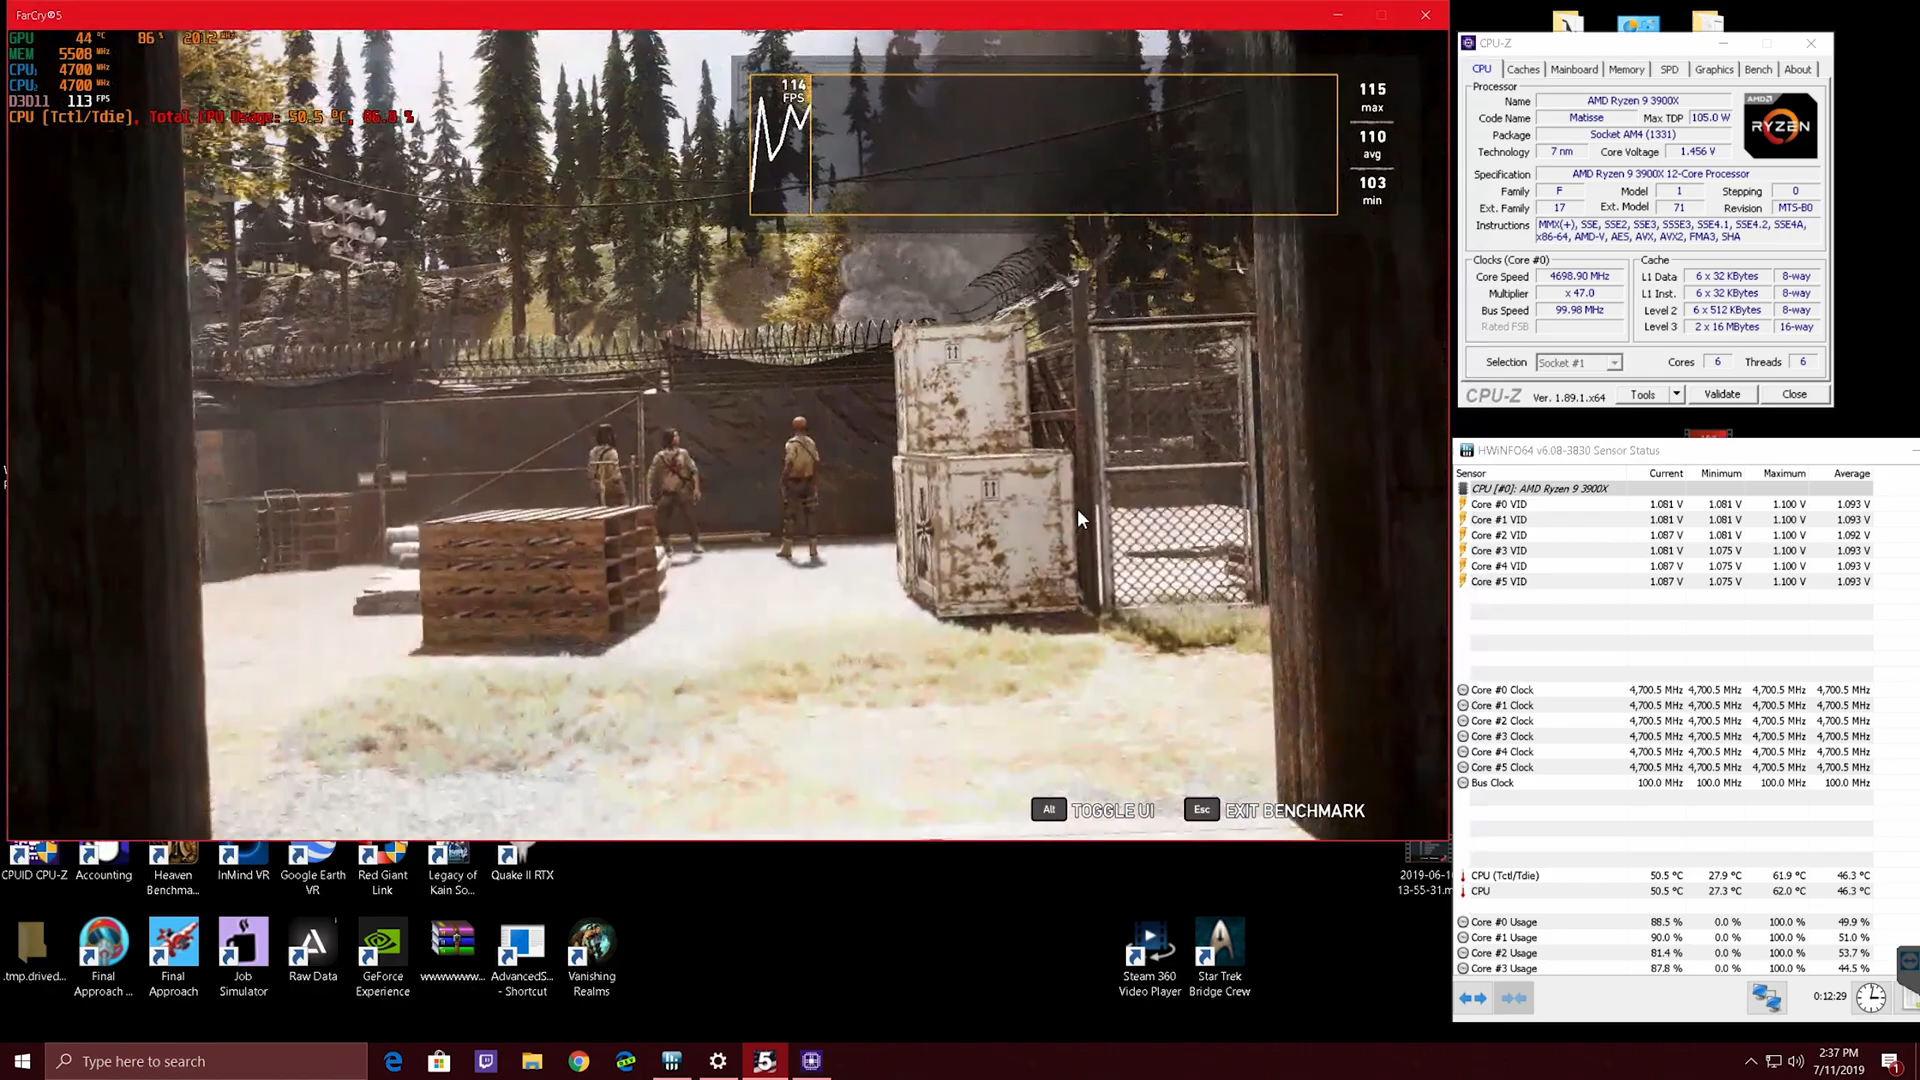 FarCry®5
GPU 44 °C 86 % 2012 MHz
MEM 5508 MHz
CPU1 4700 MHz
CPU2 4700 MHz
D3D11 113 FPS
CPU [Tctl/Tdie], Total CPU Usage: 50.5 °C, 86.8 %
114
FPS
115
max
110
avg
103
min
Alt TOGGLE UI Esc EXIT BENCHMARK
CPU-Z
CPU Caches Mainboard Memory SPD Graphics Bench About
Processor
Name AMD Ryzen 9 3900X
Code Name Matisse Max TDP 105.0 W
Package Socket AM4 (1331)
Technology 7 nm Core Voltage 1.456 V
AMD
RYZEN
Specification AMD Ryzen 9 3900X 12-Core Processor
Family F Model 1 Stepping 0
Ext. Family 17 Ext. Model 71 Revision MTS-B0
Instructions MMX(+), SSE, SSE2, SSE3, SSSE3, SSE4.1, SSE4.2, SSE4A,
x86-64, AMD-V, AES, AVX, AVX2, FMA3, SHA
Clocks (Core #0) Cache
Core Speed 4698.90 MHz L1 Data 6 x 32 KBytes 8-way
Multiplier x 47.0 L1 Inst. 6 x 32 KBytes 8-way
Bus Speed 99.98 MHz Level 2 6 x 512 KBytes 8-way
Rated FSB Level 3 2 x 16 MBytes 16-way
Selection Socket #1 Cores 6 Threads 6
CPU-Z Ver. 1.89.1.x64 Tools Validate Close
HWiNFO64 v6.08-3830 Sensor Status
Sensor Current Minimum Maximum Average
CPU [#0]: AMD Ryzen 9 3900X
Core #0 VID 1.081 V 1.081 V 1.100 V 1.093 V
Core #1 VID 1.081 V 1.081 V 1.100 V 1.093 V
Core #2 VID 1.087 V 1.081 V 1.100 V 1.092 V
Core #3 VID 1.081 V 1.075 V 1.100 V 1.093 V
Core #4 VID 1.087 V 1.075 V 1.100 V 1.093 V
Core #5 VID 1.087 V 1.075 V 1.100 V 1.093 V
Core #0 Clock 4,700.5 MHz 4,700.5 MHz 4,700.5 MHz 4,700.5 MHz
Core #1 Clock 4,700.5 MHz 4,700.5 MHz 4,700.5 MHz 4,700.5 MHz
Core #2 Clock 4,700.5 MHz 4,700.5 MHz 4,700.5 MHz 4,700.5 MHz
Core #3 Clock 4,700.5 MHz 4,700.5 MHz 4,700.5 MHz 4,700.5 MHz
Core #4 Clock 4,700.5 MHz 4,700.5 MHz 4,700.5 MHz 4,700.5 MHz
Core #5 Clock 4,700.5 MHz 4,700.5 MHz 4,700.5 MHz 4,700.5 MHz
Bus Clock 100.0 MHz 100.0 MHz 100.0 MHz 100.0 MHz
CPU (Tctl/Tdie) 50.5 °C 27.9 °C 61.9 °C 46.3 °C
CPU 50.5 °C 27.3 °C 62.0 °C 46.3 °C
Core #0 Usage 88.5 % 0.0 % 100.0 % 49.9 %
Core #1 Usage 90.0 % 0.0 % 100.0 % 51.0 %
Core #2 Usage 81.4 % 0.0 % 100.0 % 53.7 %
Core #3 Usage 87.8 % 0.0 % 100.0 % 44.5 %
0:12:29
CPUID CPU-Z
Accounting
Heaven
Benchma...
InMind VR
Google Earth
VR
Red Giant
Link
Legacy of
Kain So...
Quake II RTX
2019-06-1
13-55-31.m
.tmp.drived...
Final
Approach ...
Final
Approach
Job
Simulator
Raw Data
GeForce
Experience
wwwwwwww...
AdvancedS...
- Shortcut
Vanishing
Realms
Steam 360
Video Player
Star Trek
Bridge Crew
Type here to search
5
2:37 PM
7/11/2019
1